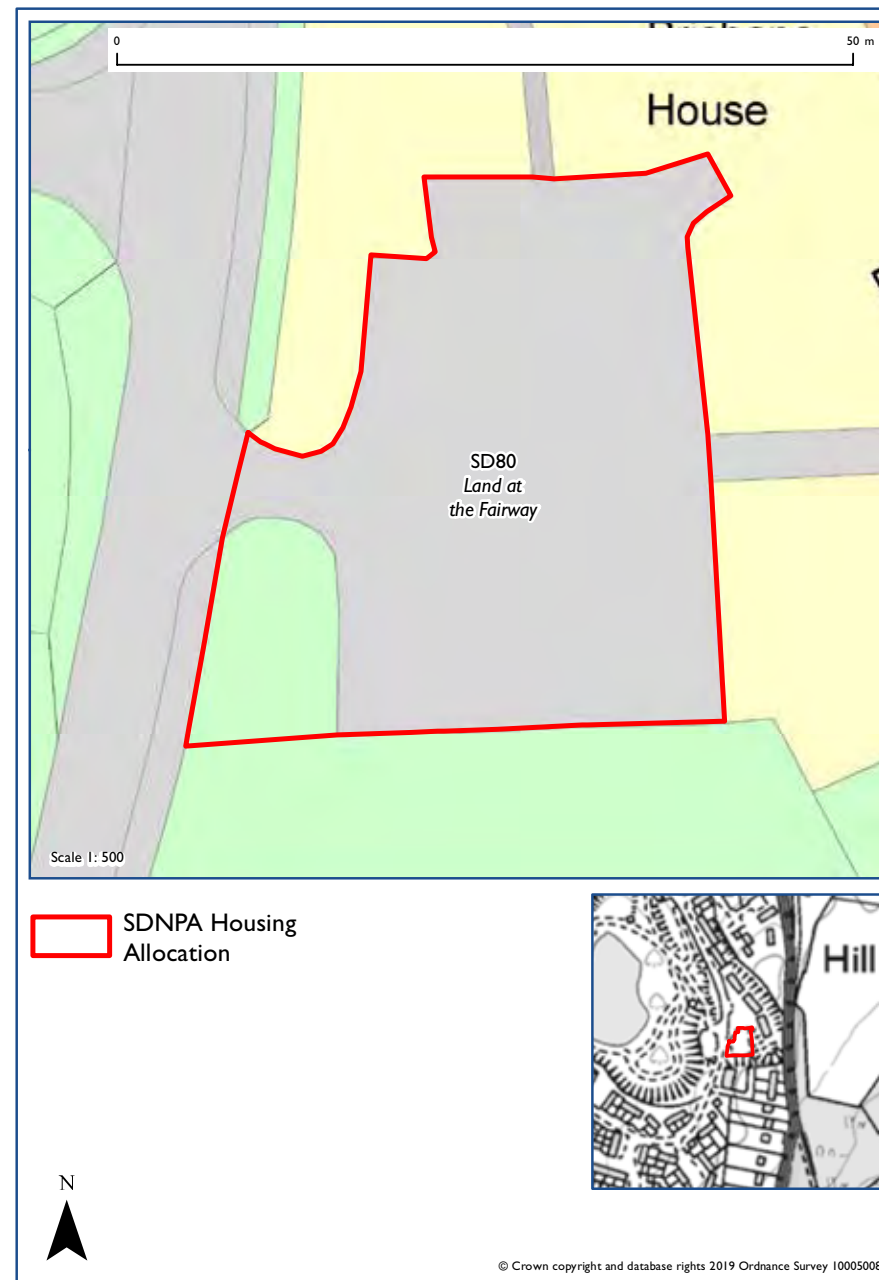 0
50 m
House
SD80
Land at
the Fairway
Scale 1: 500
SDNPA Housing
Allocation
Hill
N
© Crown copyright and database rights 2019 Ordnance Survey 10005008